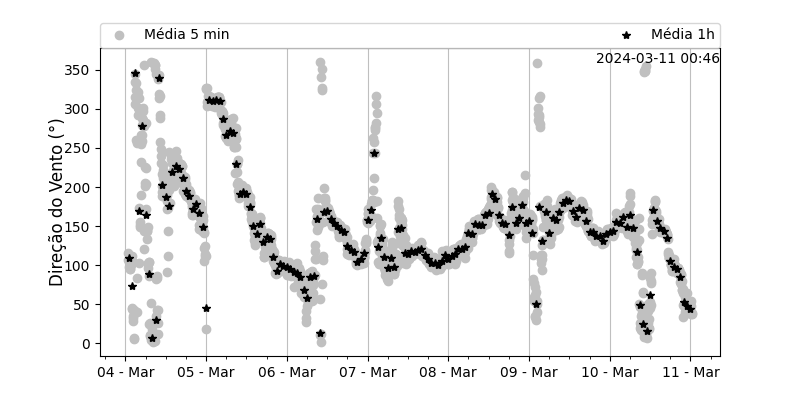 Média 5 min
Média 1h
2024-03-11 00:46
Direção do Vento (°)
350
300
250
200
150
100
50
0
04 - Mar
05 - Mar
06 - Mar
07 - Mar
08 - Mar
09 - Mar
10 - Mar
11 - Mar